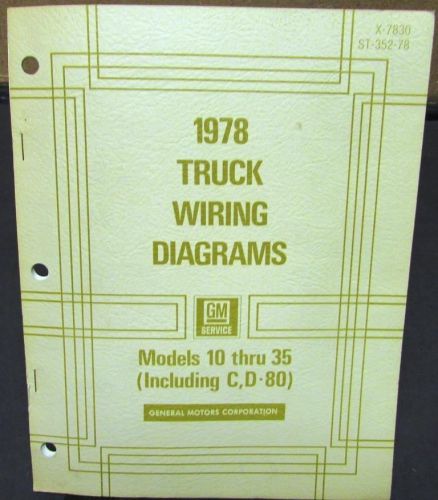 X-7830
ST-352-78
1978
TRUCK
WIRING
DIAGRAMS
GM
SERVICE
Models 10 thru 35
(Including C,D-80)
GENERAL MOTORS CORPORATION